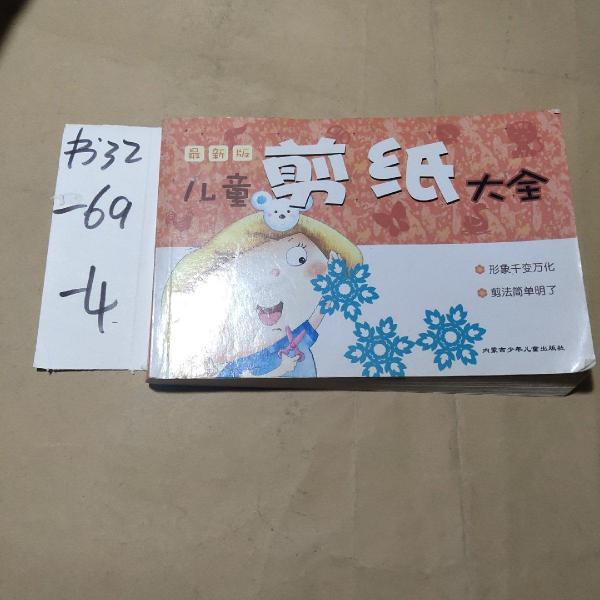 书32
-69
-4
最新版
儿童剪纸大全
形象千变万化
剪法简单明了
内蒙古少年儿童出版社